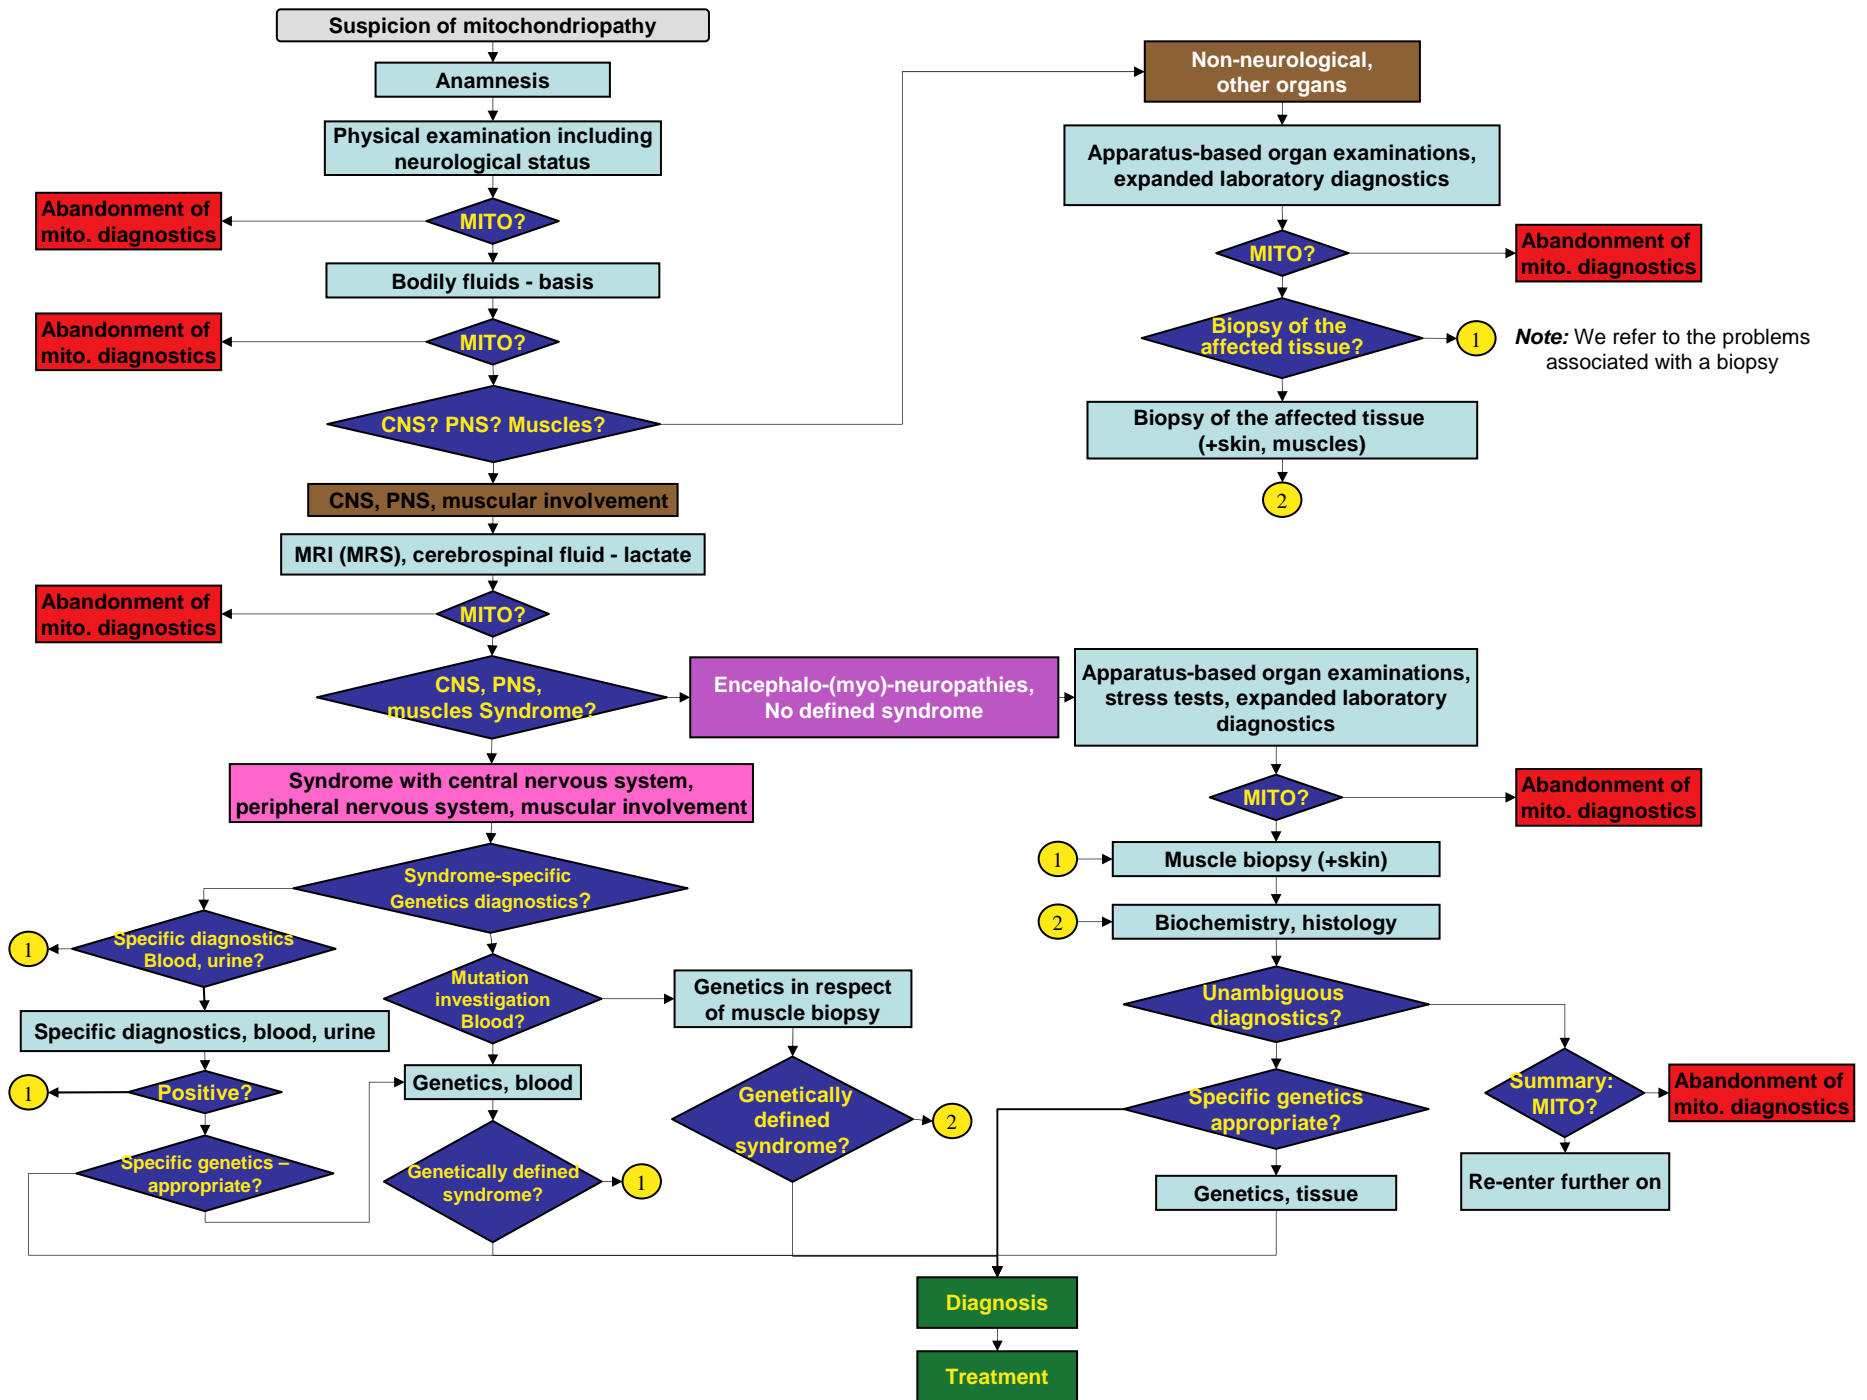 Suspicion of mitochondriopathy
Anamnesis
Physical examination including
neurological status
MITO?
Abandonment of
mito. diagnostics
Bodily fluids - basis
MITO?
Abandonment of
mito. diagnostics
CNS? PNS? Muscles?
Non-neurological,
other organs
Apparatus-based organ examinations,
expanded laboratory diagnostics
MITO?
Abandonment of
mito. diagnostics
Biopsy of the
affected tissue?
1
Note: We refer to the problems
associated with a biopsy
Biopsy of the affected tissue
(+skin, muscles)
2
CNS, PNS, muscular involvement
MRI (MRS), cerebrospinal fluid - lactate
MITO?
Abandonment of
mito. diagnostics
CNS, PNS,
muscles Syndrome?
Encephalo-(myo)-neuropathies,
No defined syndrome
Apparatus-based organ examinations,
stress tests, expanded laboratory
diagnostics
MITO?
Abandonment of
mito. diagnostics
1
Muscle biopsy (+skin)
2
Biochemistry, histology
Unambiguous
diagnostics?
Summary:
MITO?
Abandonment of
mito. diagnostics
Re-enter further on
Specific genetics
appropriate?
Genetics, tissue
Syndrome with central nervous system,
peripheral nervous system, muscular involvement
Syndrome-specific
Genetics diagnostics?
1
Specific diagnostics
Blood, urine?
Specific diagnostics, blood, urine
1
Positive?
Specific genetics –
appropriate?
Mutation
investigation
Blood?
Genetics, blood
Genetically defined
syndrome?
1
Genetics in respect
of muscle biopsy
Genetically
defined
syndrome?
2
Diagnosis
Treatment